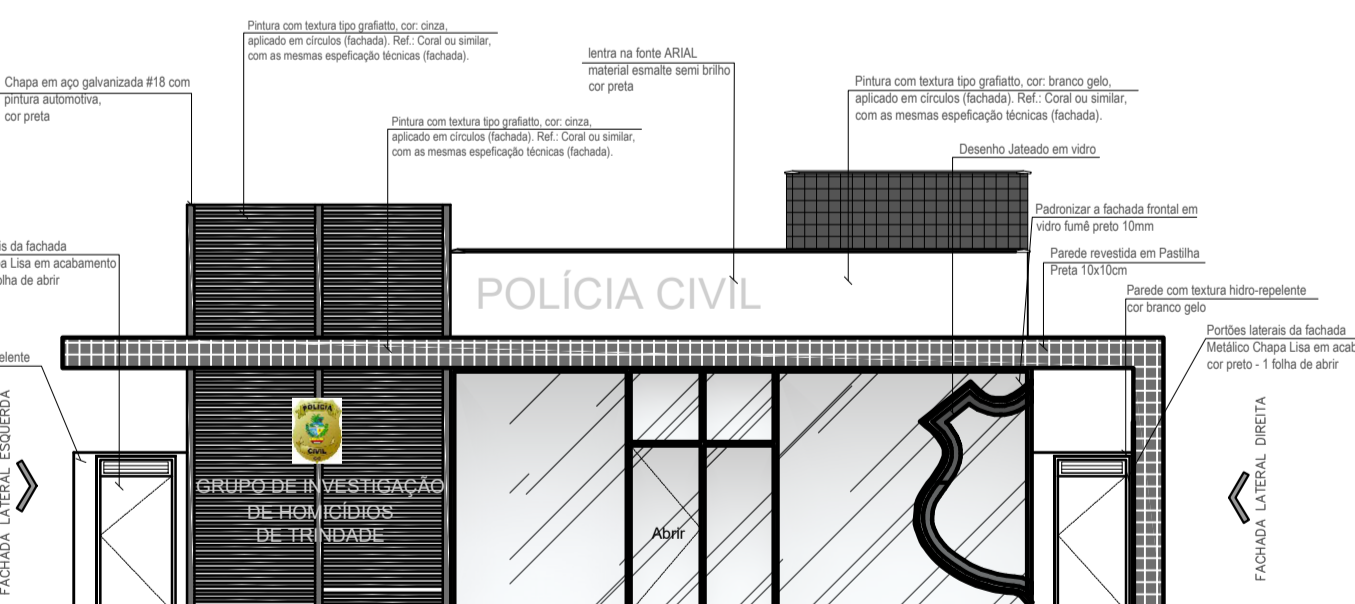 Pintura com textura tipo grafiatto, cor: cinza,
aplicado em círculos (fachada). Ref.: Coral ou similar,
com as mesmas espeficação técnicas (fachada).
lentra na fonte ARIAL
material esmalte semi brilho
cor preta
Chapa em aço galvanizada #18 com
pintura automotiva,
cor preta
Pintura com textura tipo grafiatto, cor: branco gelo,
aplicado em círculos (fachada). Ref.: Coral ou similar,
com as mesmas espeficação técnicas (fachada).
Pintura com textura tipo grafiatto, cor: cinza,
aplicado em círculos (fachada). Ref.: Coral ou similar,
com as mesmas espeficação técnicas (fachada).
Desenho Jateado em vidro
Padronizar a fachada frontal em
vidro fumê preto 10mm
is da fachada
a Lisa em acabamento
olha de abrir
Parede revestida em Pastilha
Preta 10x10cm
POLÍCIA CIVIL
Parede com textura hidro-repelente
cor branco gelo
Portões laterais da fachada
Metálico Chapa Lisa em acab
cor preto - 1 folha de abrir
elente
FACHADA LATERAL ESQUERDA
POLÍCIA
CIVIL
GRUPO DE INVESTIGAÇÃO
DE HOMICÍDIOS
DE TRINDADE
Abrir
FACHADA LATERAL DIREITA